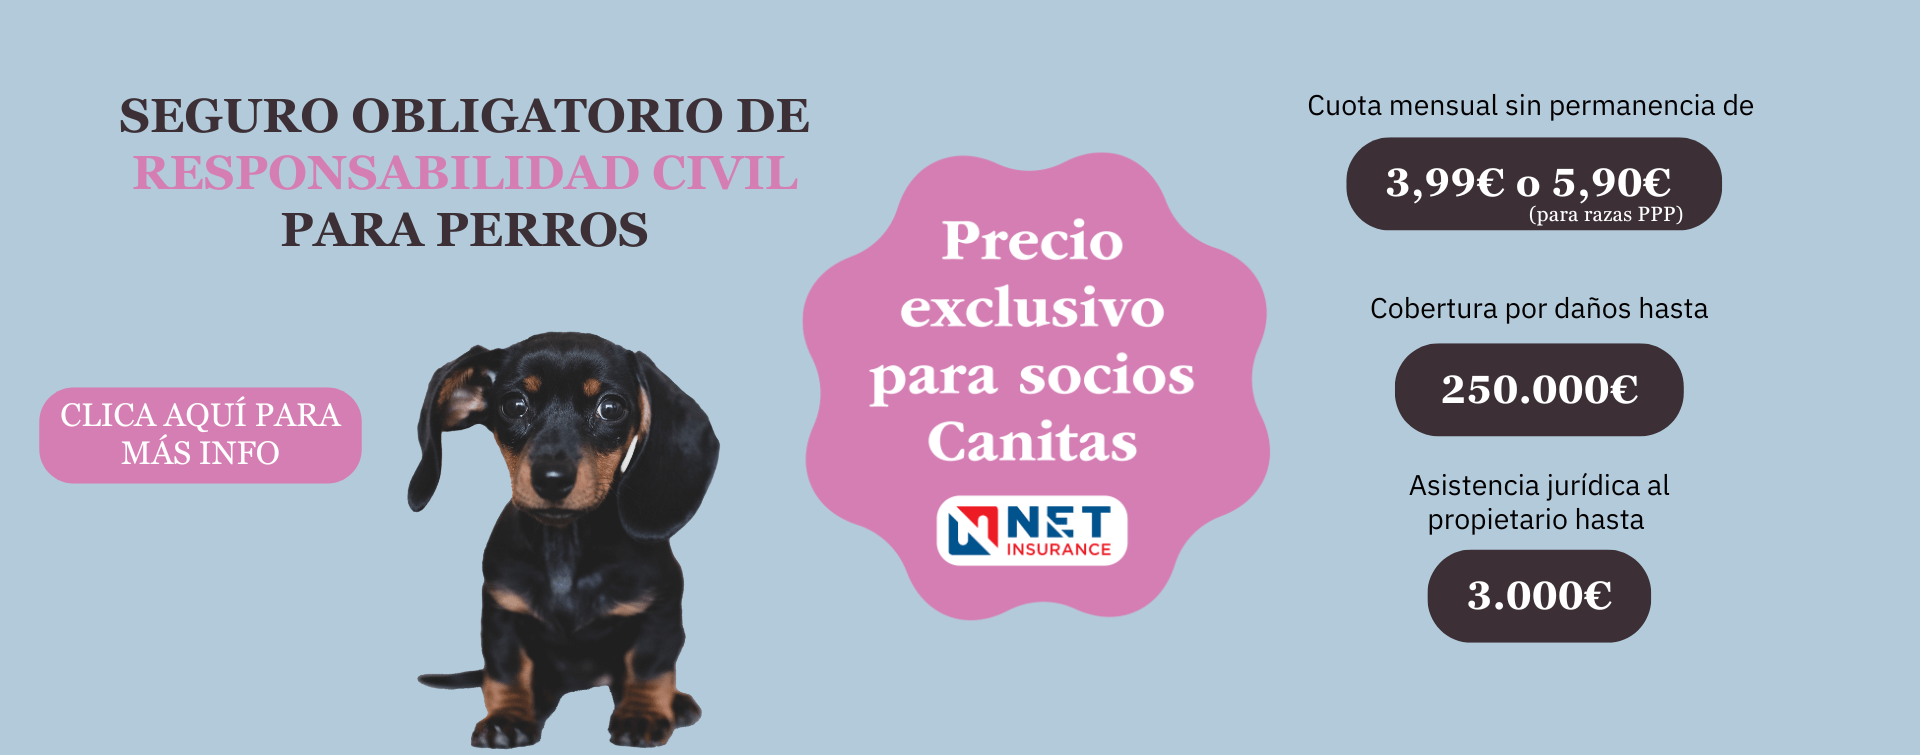 SEGURO OBLIGATORIO DE
RESPONSABILIDAD CIVIL
PARA PERROS
CLICA AQUÍ PARA
MÁS INFO
Precio
exclusivo
para socios
Canitas
NET
INSURANCE
Cuota mensual sin permanencia de
3,99€ o 5,90€
(para razas PPP)
Cobertura por daños hasta
250.000€
Asistencia jurídica al
propietario hasta
3.000€